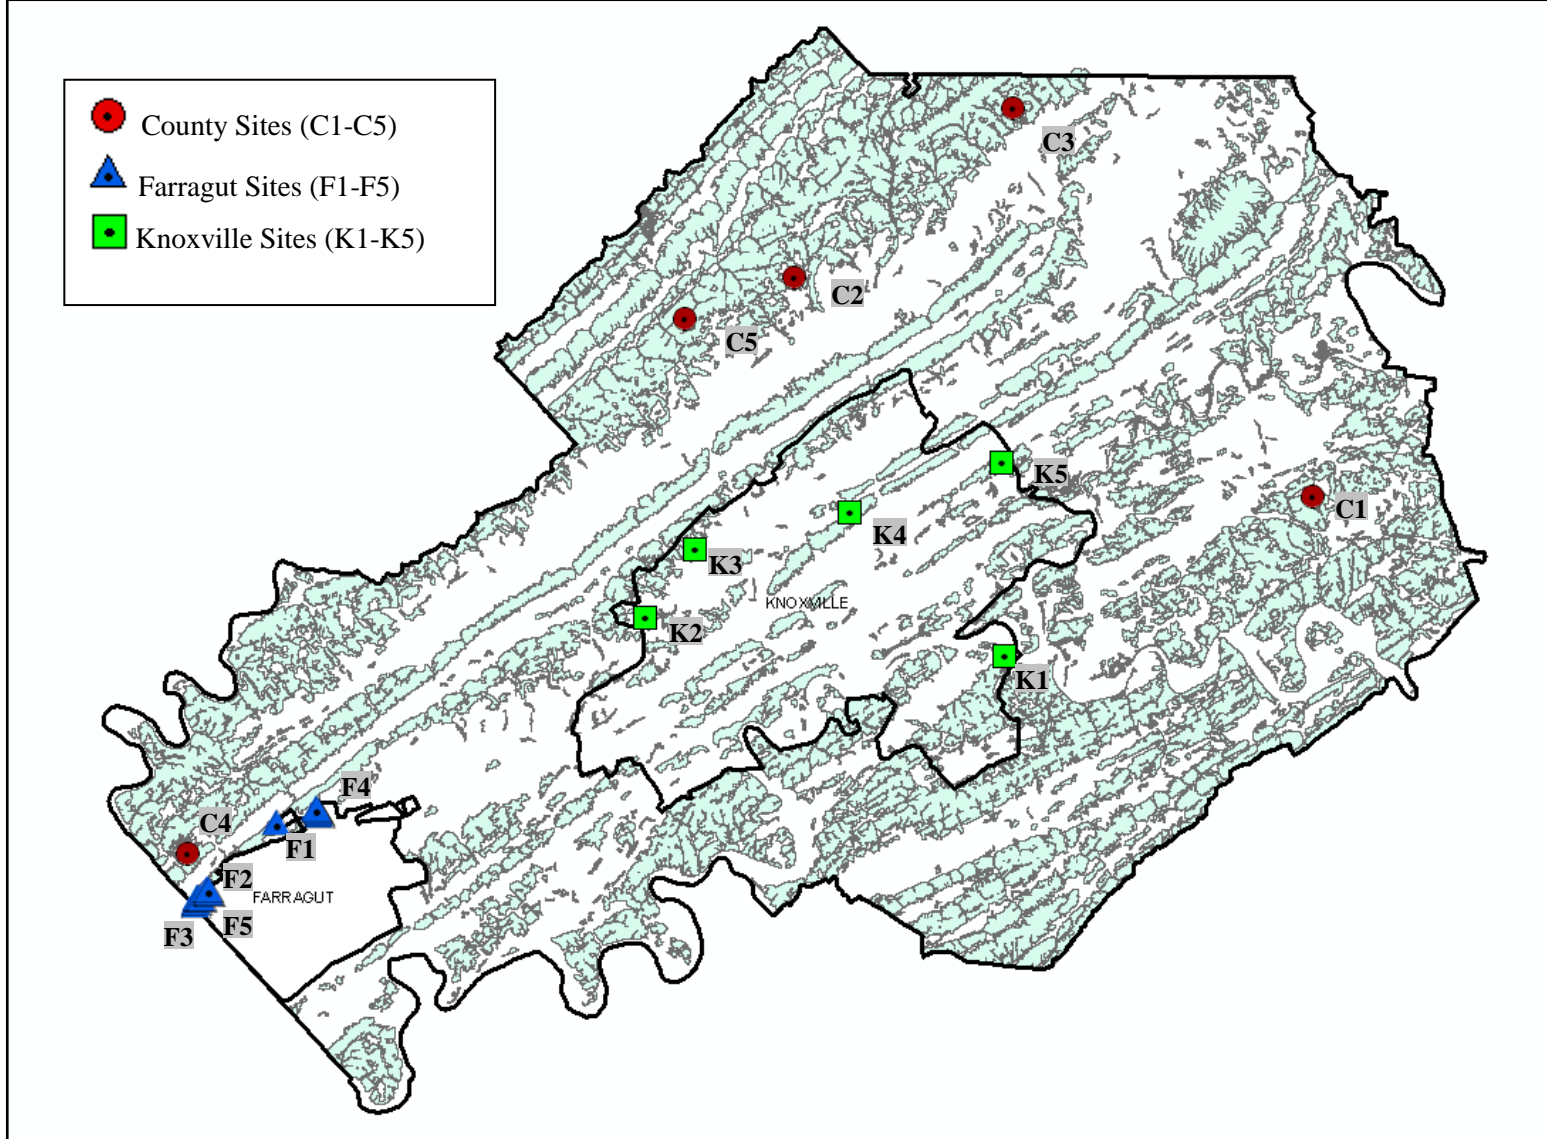 County Sites (C1-C5)
Farragut Sites (F1-F5)
Knoxville Sites (K1-K5)
C3
C2
C5
K5
C1
K4
K3
KNOXVILLE
K2
K1
F4
C4
F1
F2
FARRAGUT
F5
F3